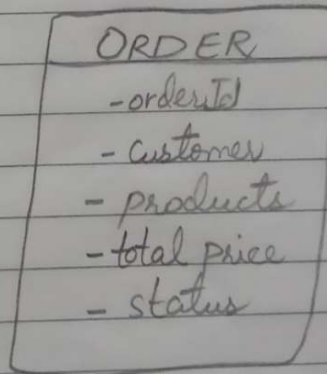 ORDER
- orderId
- Customer
- products
- total price
- status